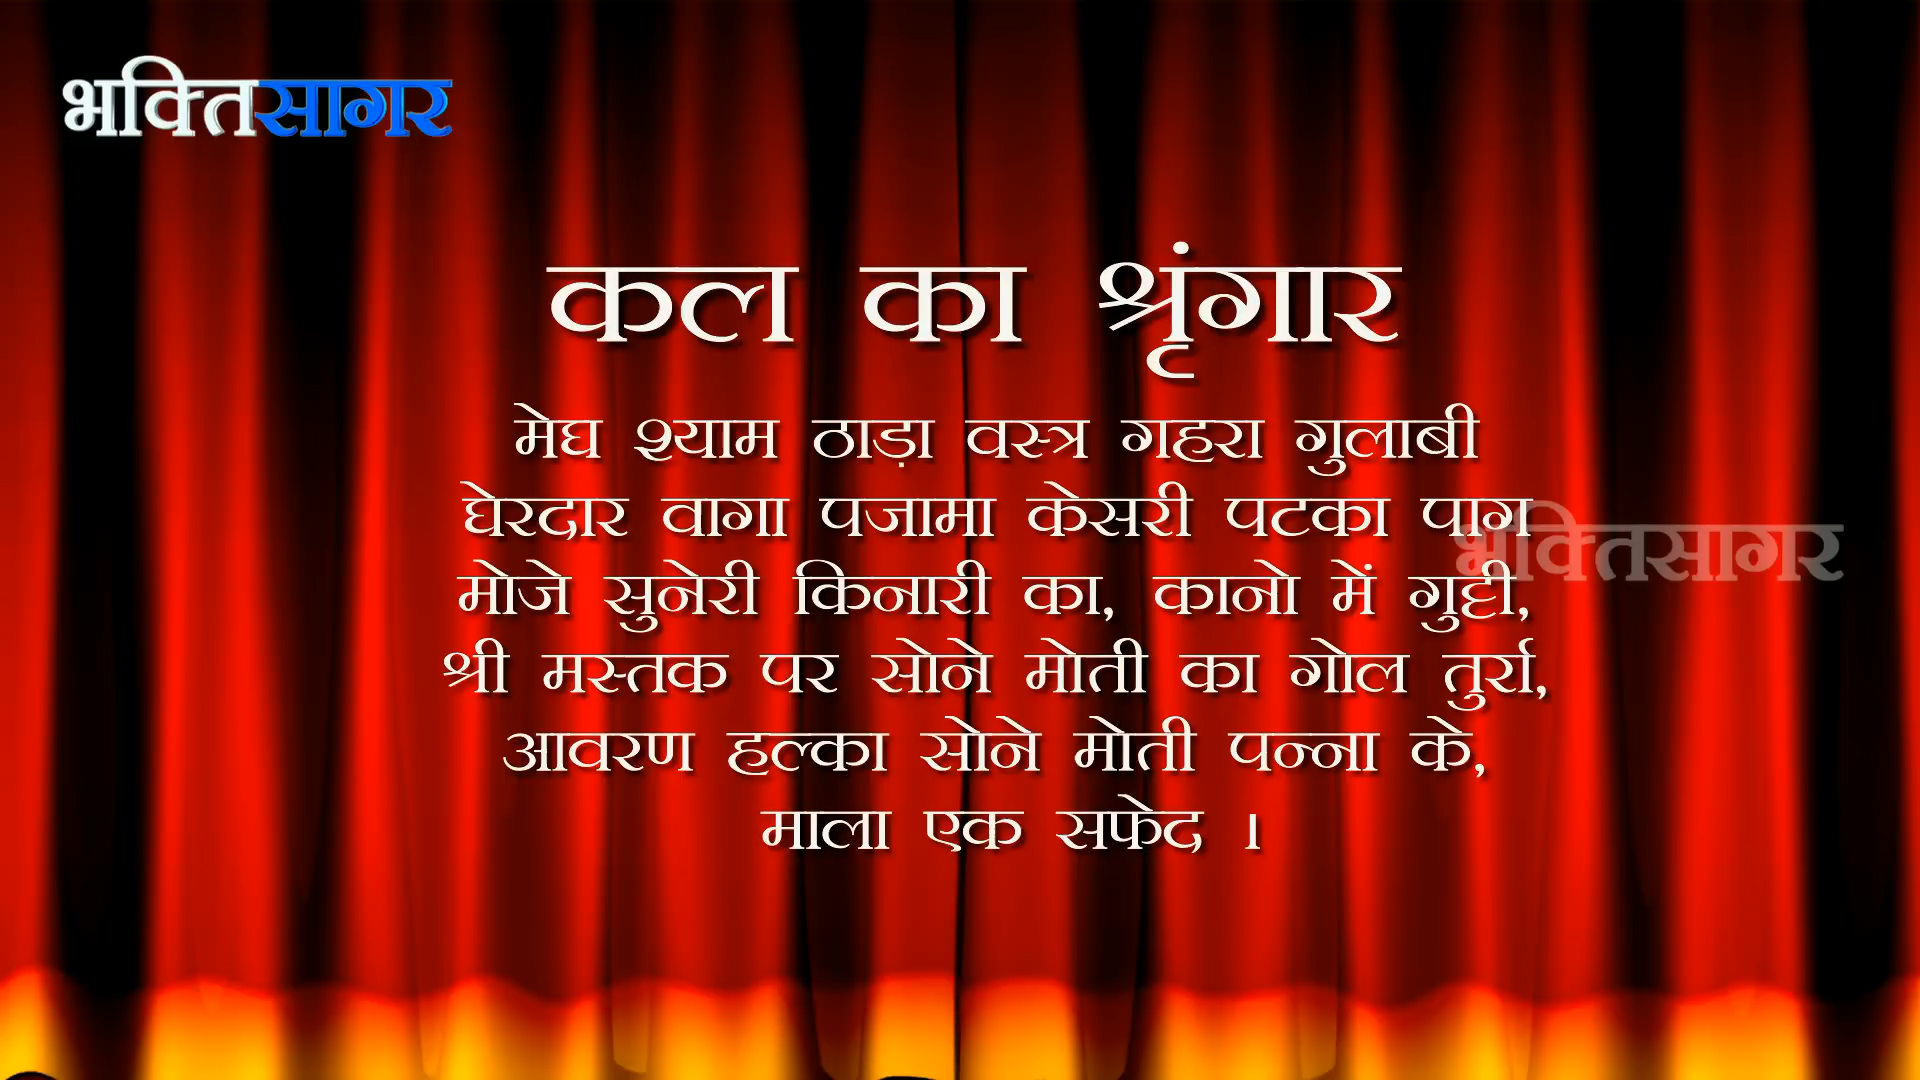 भक्तिसागर
कल का श्रृंगार
मेघ श्याम ठाड़ा वस्त्र गहरा गुलाबी
घेरदार वागा पजामा केसरी पटका पाग
भक्तिसागर
मोजे सुनेरी किनारी का, कानो में गुट्टी,
श्री मस्तक पर सोने मोती का गोल तुर्रा,
आवरण हल्का सोने मोती पन्ना के,
माला एक सफेद ।